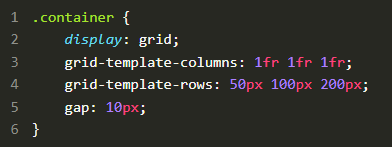 1 .container {
2     display: grid;
3     grid-template-columns: 1fr 1fr 1fr;
4     grid-template-rows: 50px 100px 200px;
5     gap: 10px;
6 }